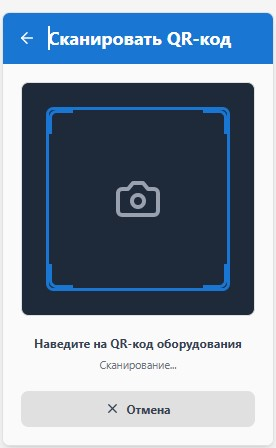 Сканировать QR-код
Наведите на QR-код оборудования
Сканирование...
Отмена